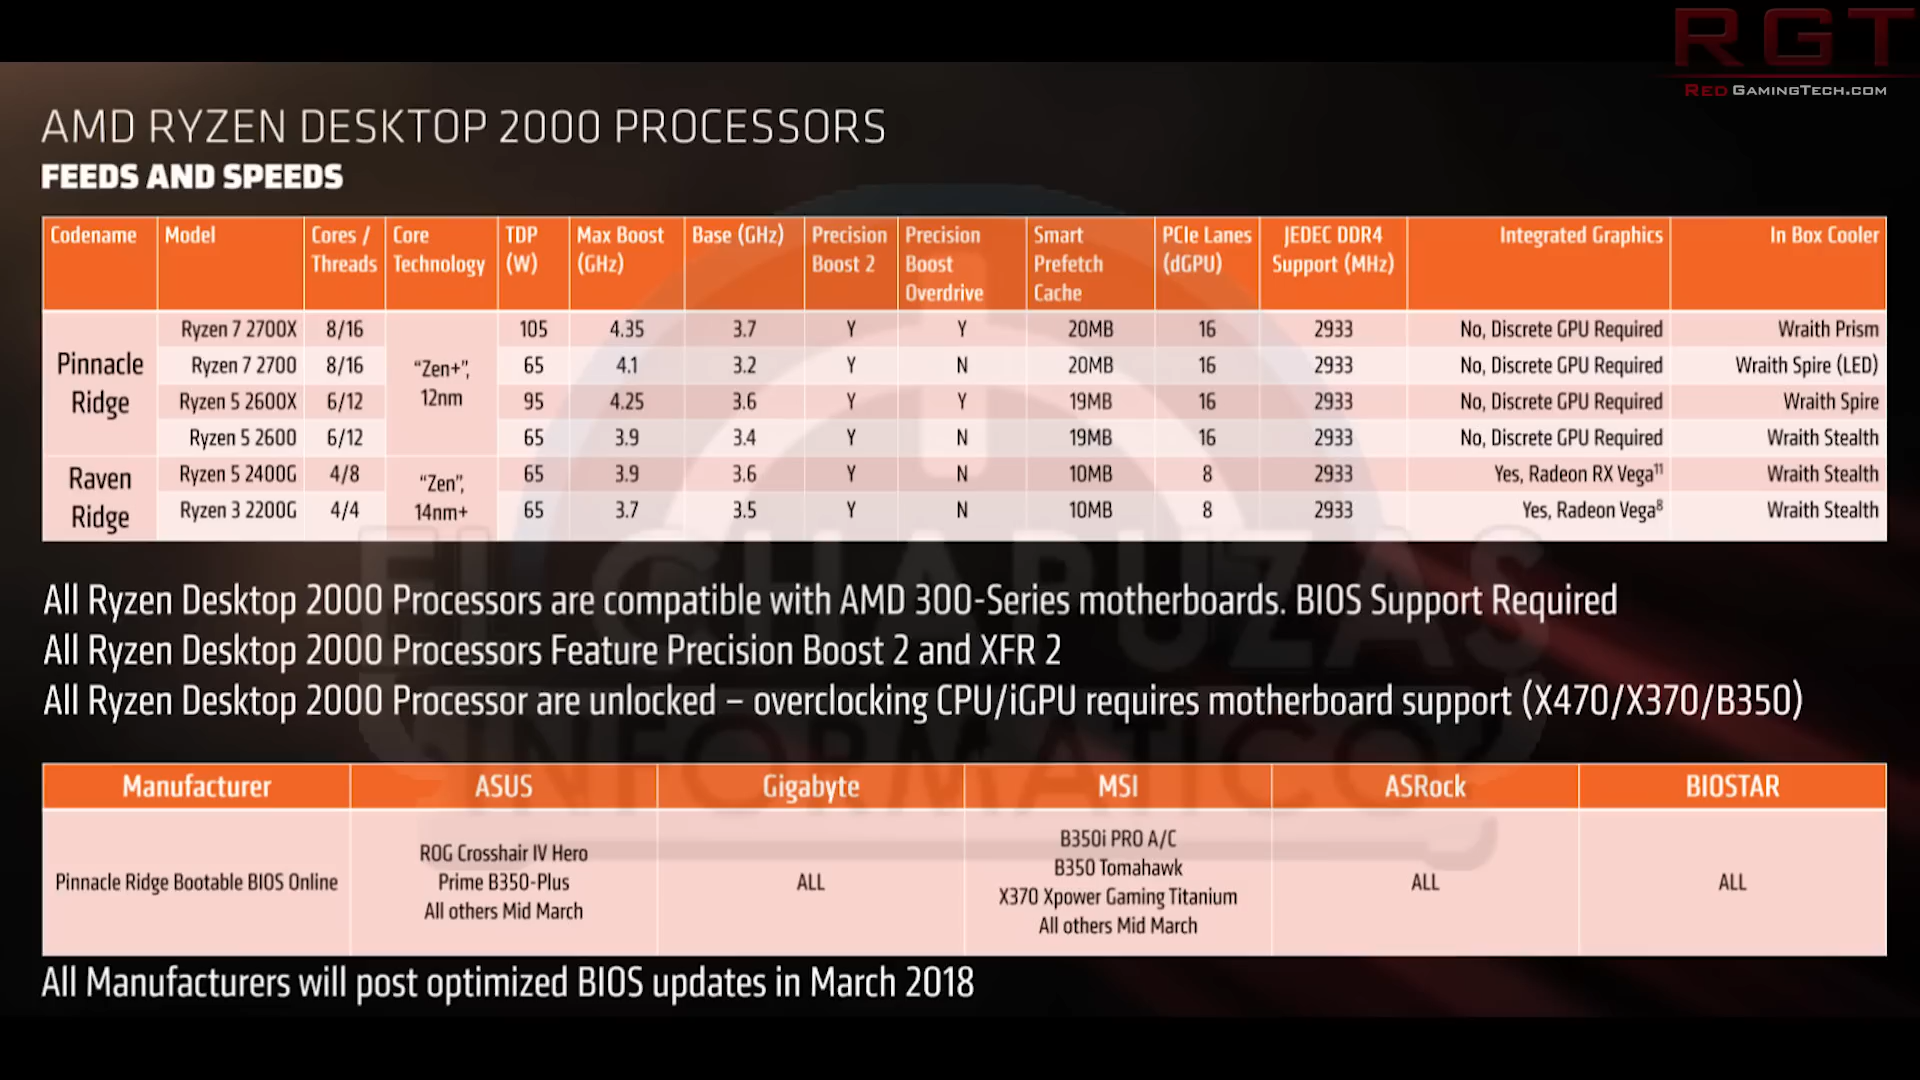 RGT
RED GAMINGTECH.COM
AMD RYZEN DESKTOP 2000 PROCESSORS
FEEDS AND SPEEDS
Codename Model Cores / Threads Core Technology TDP (W) Max Boost (GHz) Base (GHz) Precision Boost 2 Precision Boost Overdrive Smart Prefetch Cache PCIe Lanes (dGPU) JEDEC DDR4 Support (MHz) Integrated Graphics In Box Cooler
Pinnacle Ridge
"Zen+", 12nm
Ryzen 7 2700X 8/16 105 4.35 3.7 Y Y 20MB 16 2933 No, Discrete GPU Required Wraith Prism
Ryzen 7 2700 8/16 65 4.1 3.2 Y N 20MB 16 2933 No, Discrete GPU Required Wraith Spire (LED)
Ryzen 5 2600X 6/12 95 4.25 3.6 Y Y 19MB 16 2933 No, Discrete GPU Required Wraith Spire
Ryzen 5 2600 6/12 65 3.9 3.4 Y N 19MB 16 2933 No, Discrete GPU Required Wraith Stealth
Raven Ridge
"Zen", 14nm+
Ryzen 5 2400G 4/8 65 3.9 3.6 Y N 10MB 8 2933 Yes, Radeon RX Vega¹¹ Wraith Stealth
Ryzen 3 2200G 4/4 65 3.7 3.5 Y N 10MB 8 2933 Yes, Radeon Vega⁸ Wraith Stealth
EL CHAPUZAS
INFORMÁTICO
All Ryzen Desktop 2000 Processors are compatible with AMD 300-Series motherboards. BIOS Support Required
All Ryzen Desktop 2000 Processors Feature Precision Boost 2 and XFR 2
All Ryzen Desktop 2000 Processor are unlocked – overclocking CPU/iGPU requires motherboard support (X470/X370/B350)
Manufacturer ASUS Gigabyte MSI ASRock BIOSTAR
Pinnacle Ridge Bootable BIOS Online
ROG Crosshair IV Hero
Prime B350-Plus
All others Mid March
ALL
B350i PRO A/C
B350 Tomahawk
X370 Xpower Gaming Titanium
All others Mid March
ALL
ALL
All Manufacturers will post optimized BIOS updates in March 2018